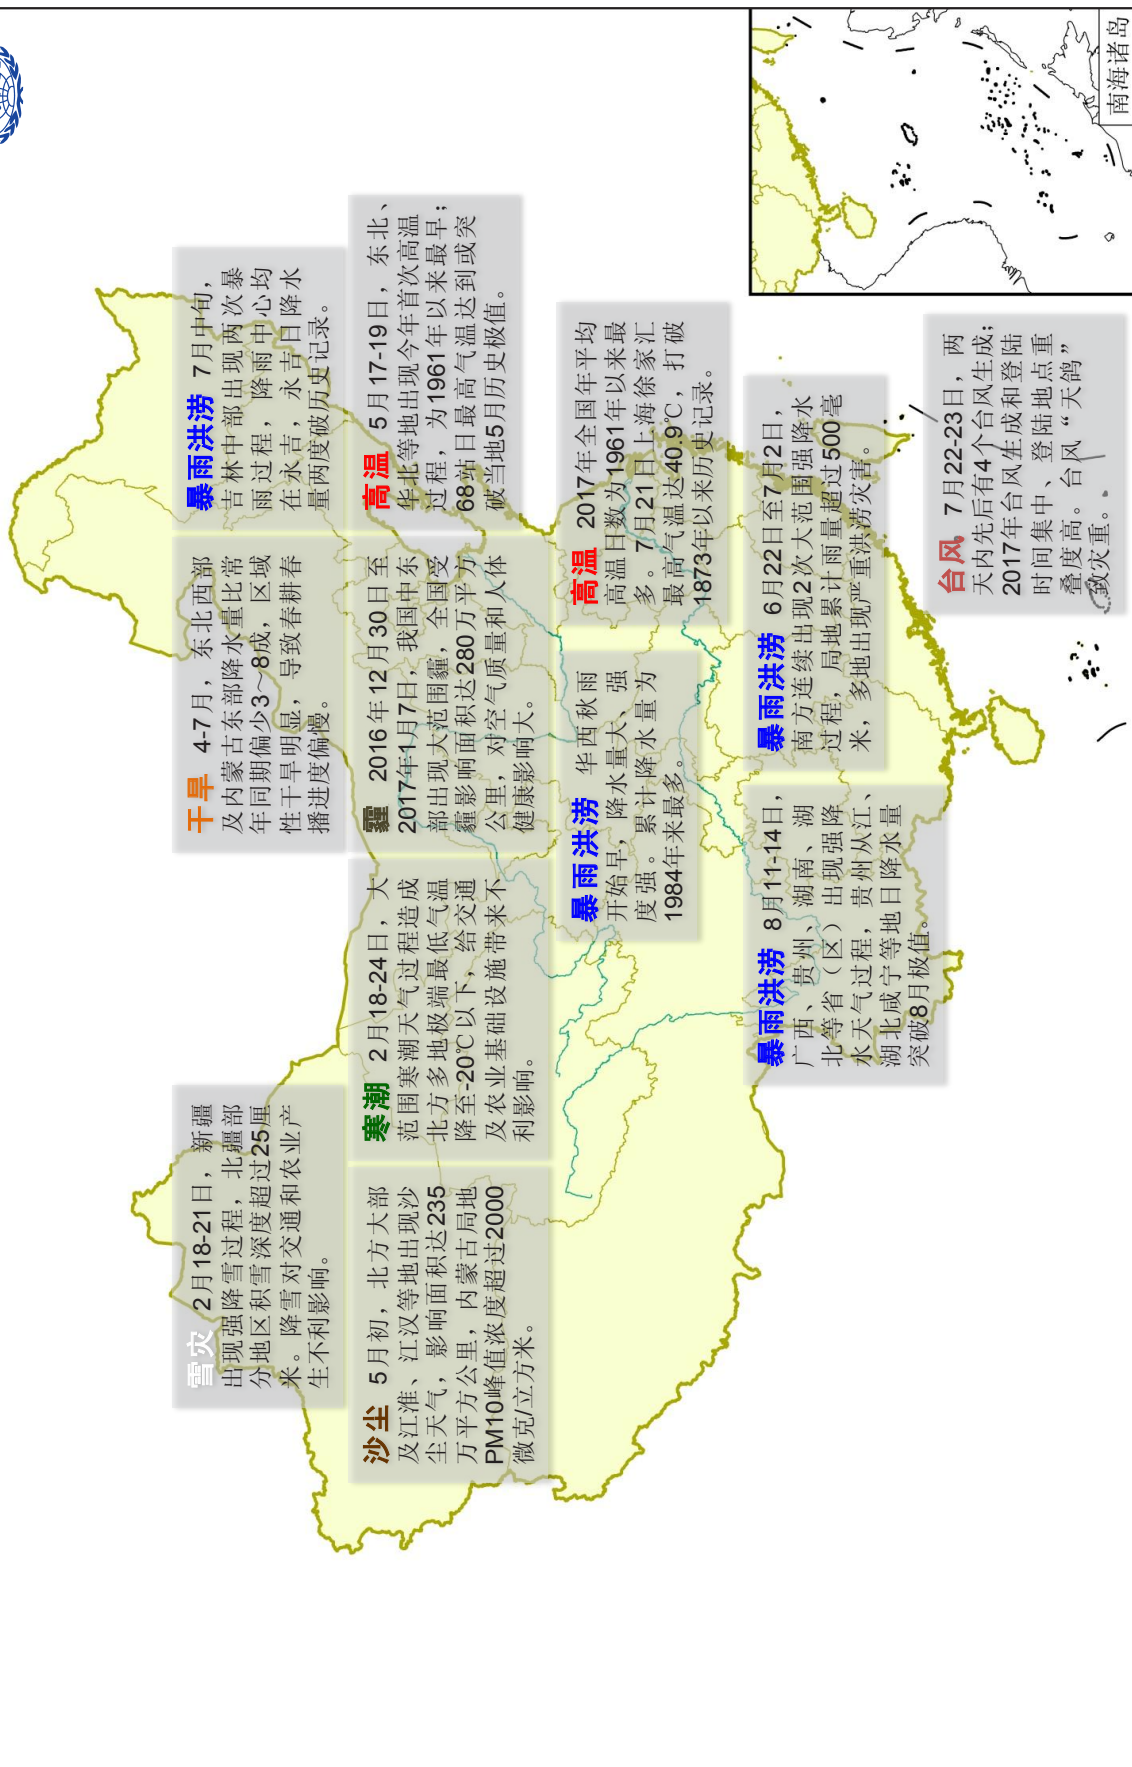 雪灾 2月18-21日，新疆
出现强降雪过程，北疆部
分地区积雪深度超过25厘
米。降雪对交通和农业产
生不利影响。
干旱 4-7月，东北西部
及内蒙古东部降水量比常
年同期偏少3～8成，区域
性干旱明显，导致春耕春
播进度偏慢。
暴雨洪涝 7月中旬，
吉林中部出现两次暴
雨过程，降雨中心均
在永吉，永吉日降水
量两度破历史记录。
沙尘 5月初，北方大部
及江淮、江汉等地出现沙
尘天气，影响面积达235
万平方公里，内蒙古局地
PM10峰值浓度超过2000
微克/立方米。
寒潮 2月18-24日，大
范围寒潮天气过程造成
北方多地极端最低气温
降至-20℃以下，给交通
及农业基础设施带来不
利影响。
霾 2016年12月30日至
2017年1月7日，我国中东
部出现大范围霾，全国受
霾影响面积达280万平方
公里，对空气质量和人体
健康影响大。
高温 5月17-19日，东北、
华北等地出现今年首次高温
过程，为1961年以来最早；
68站日最高气温达到或突
破当地5月历史极值。
暴雨洪涝 华西秋雨
开始早，降水量大、强
度强。累计降水量为
1984年来最多。
高温 2017年全国年平均
高温日数为1961年以来最
多。7月21日上海徐家汇
最高气温达40.9℃，打破
1873年以来历史记录。
暴雨洪涝 8月11-14日，
广西、贵州、湖南、湖
北等省（区）出现强降
水天气过程，贵州从江、
湖北咸宁等地日降水量
突破8月极值。
暴雨洪涝 6月22日至7月2日，
南方连续出现2次大范围强降水
过程，局地累计雨量超过500毫
米，多地出现严重洪涝灾害。
台风 7月22-23日，两
天内先后有4个台风生成；
2017年台风生成和登陆
时间集中、登陆地点重
叠度高。台风“天鸽”
致灾重。
南海诸岛